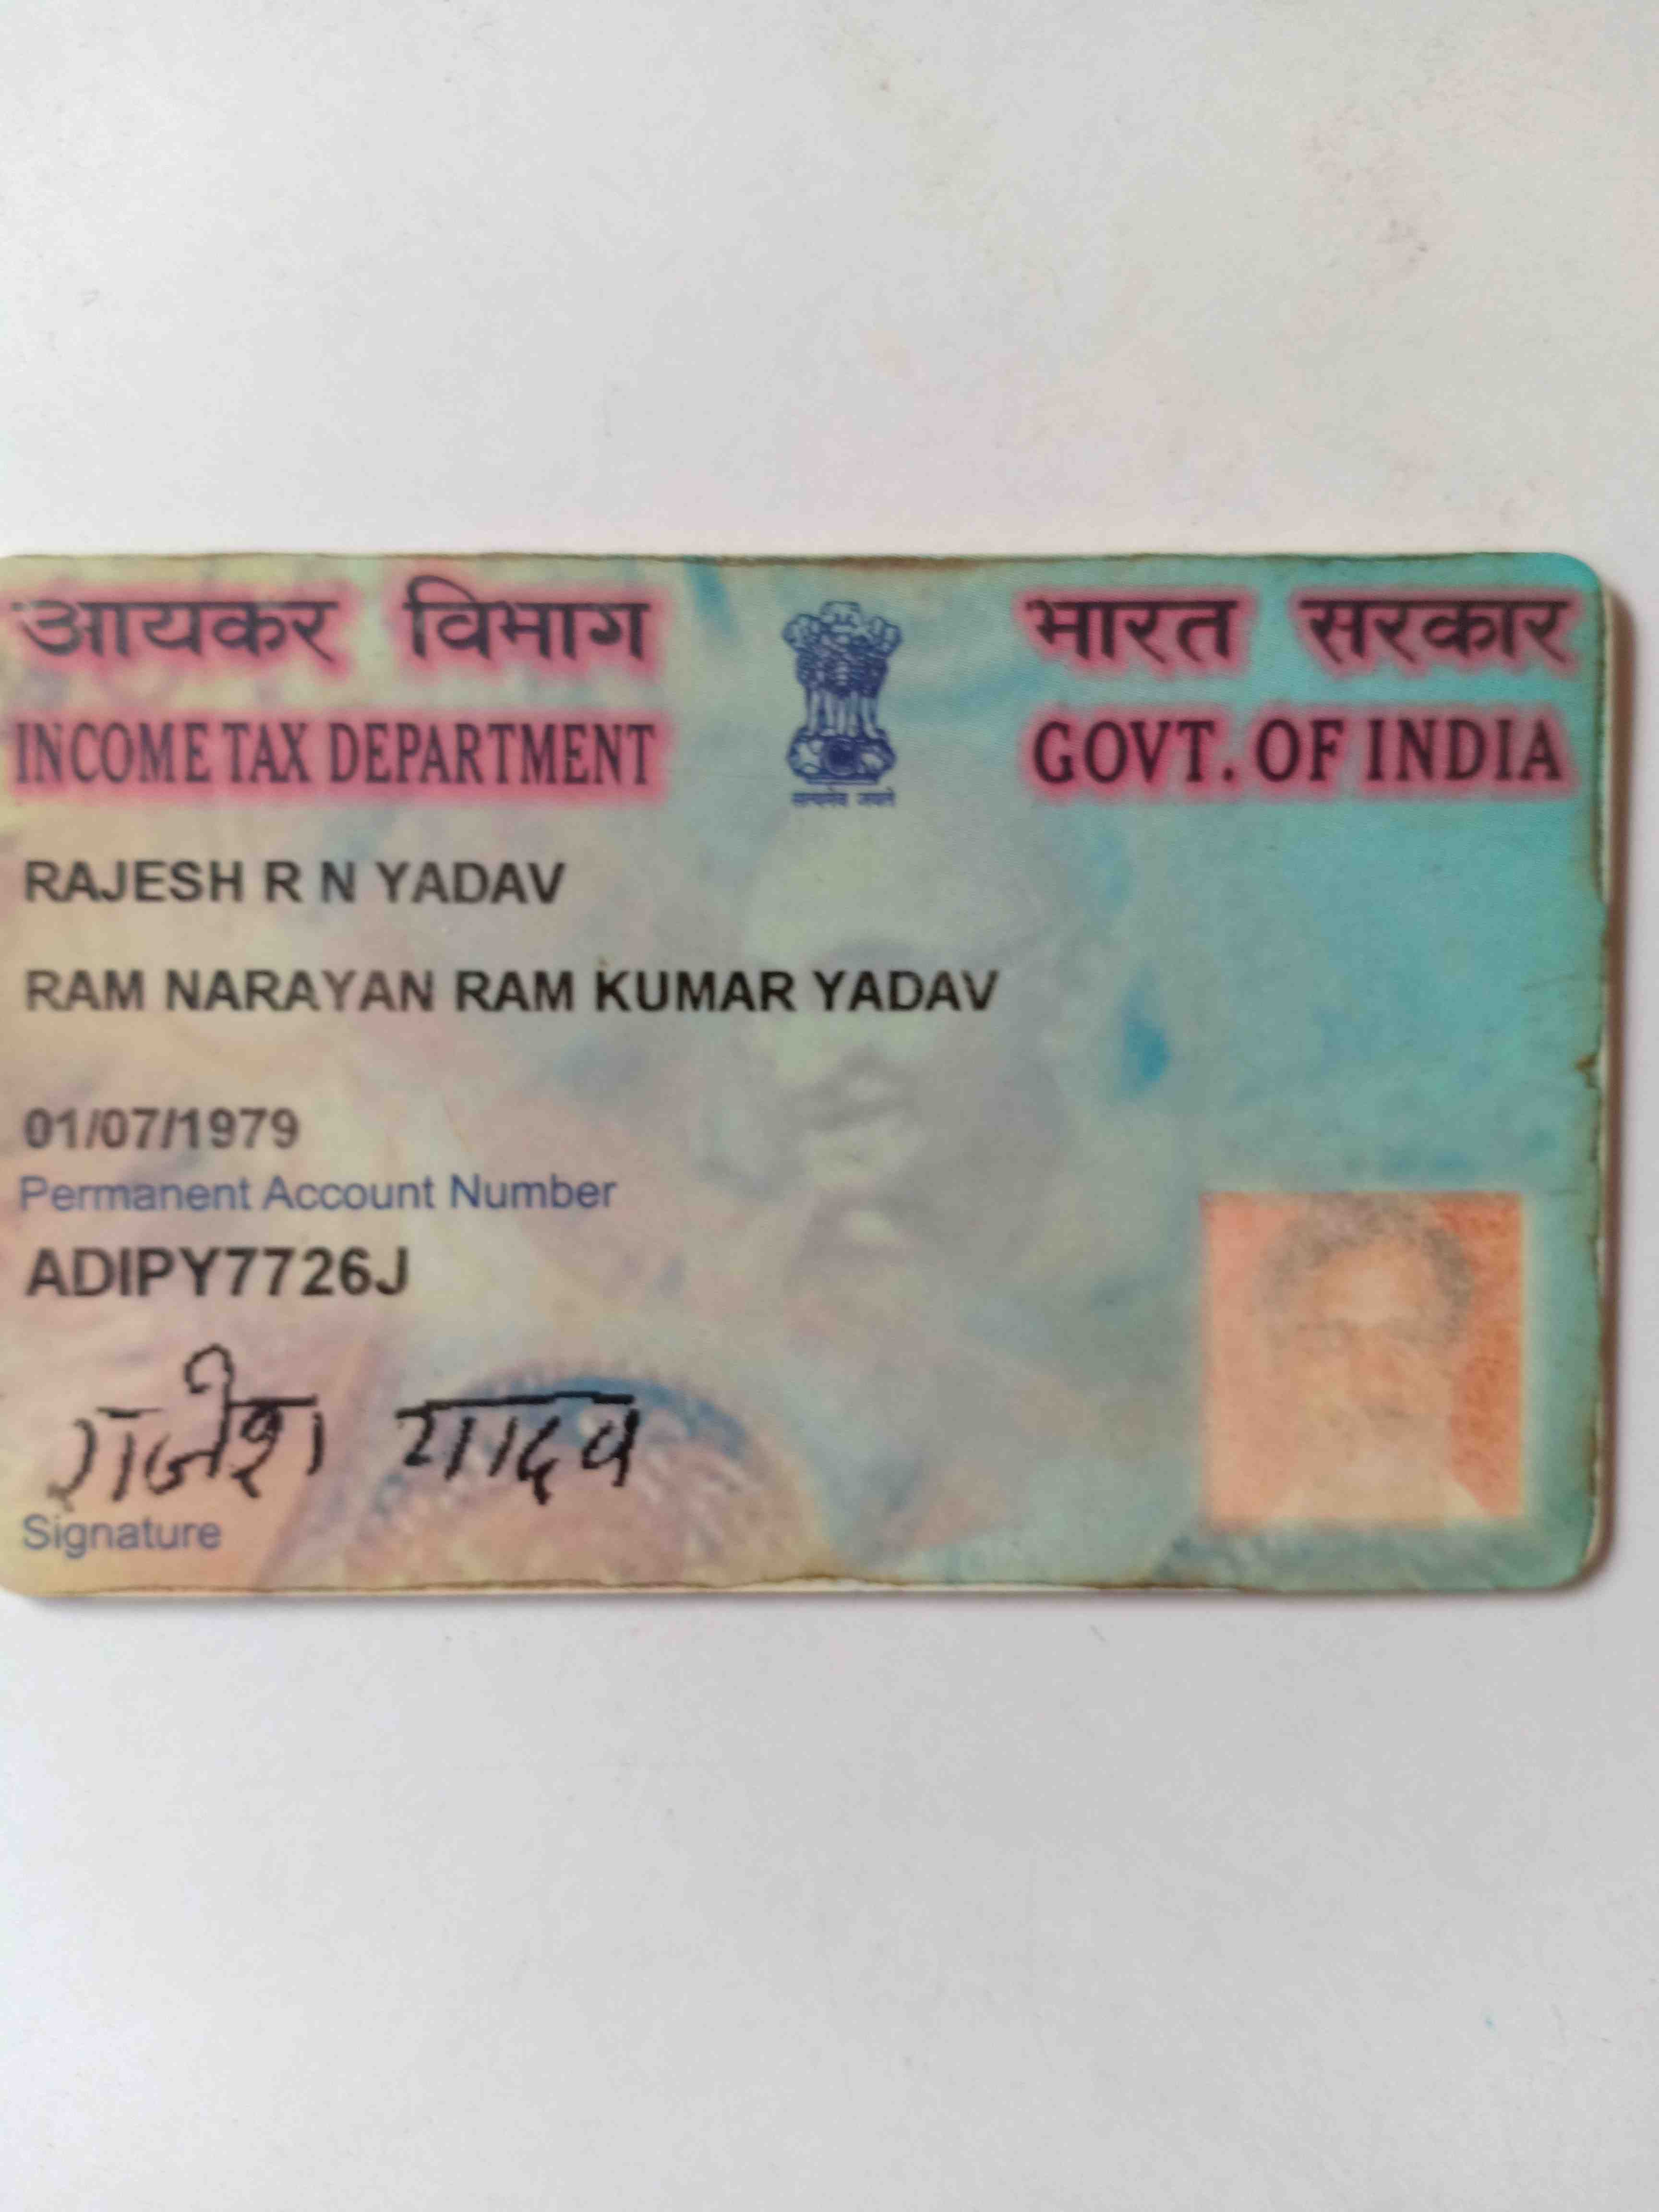 आयकर विभाग
भारत सरकार
INCOME TAX DEPARTMENT
GOVT. OF INDIA
सत्यमेव जयते
RAJESH R N YADAV
RAM NARAYAN RAM KUMAR YADAV
01/07/1979
Permanent Account Number
ADIPY7726J
राजेश यादव
Signature